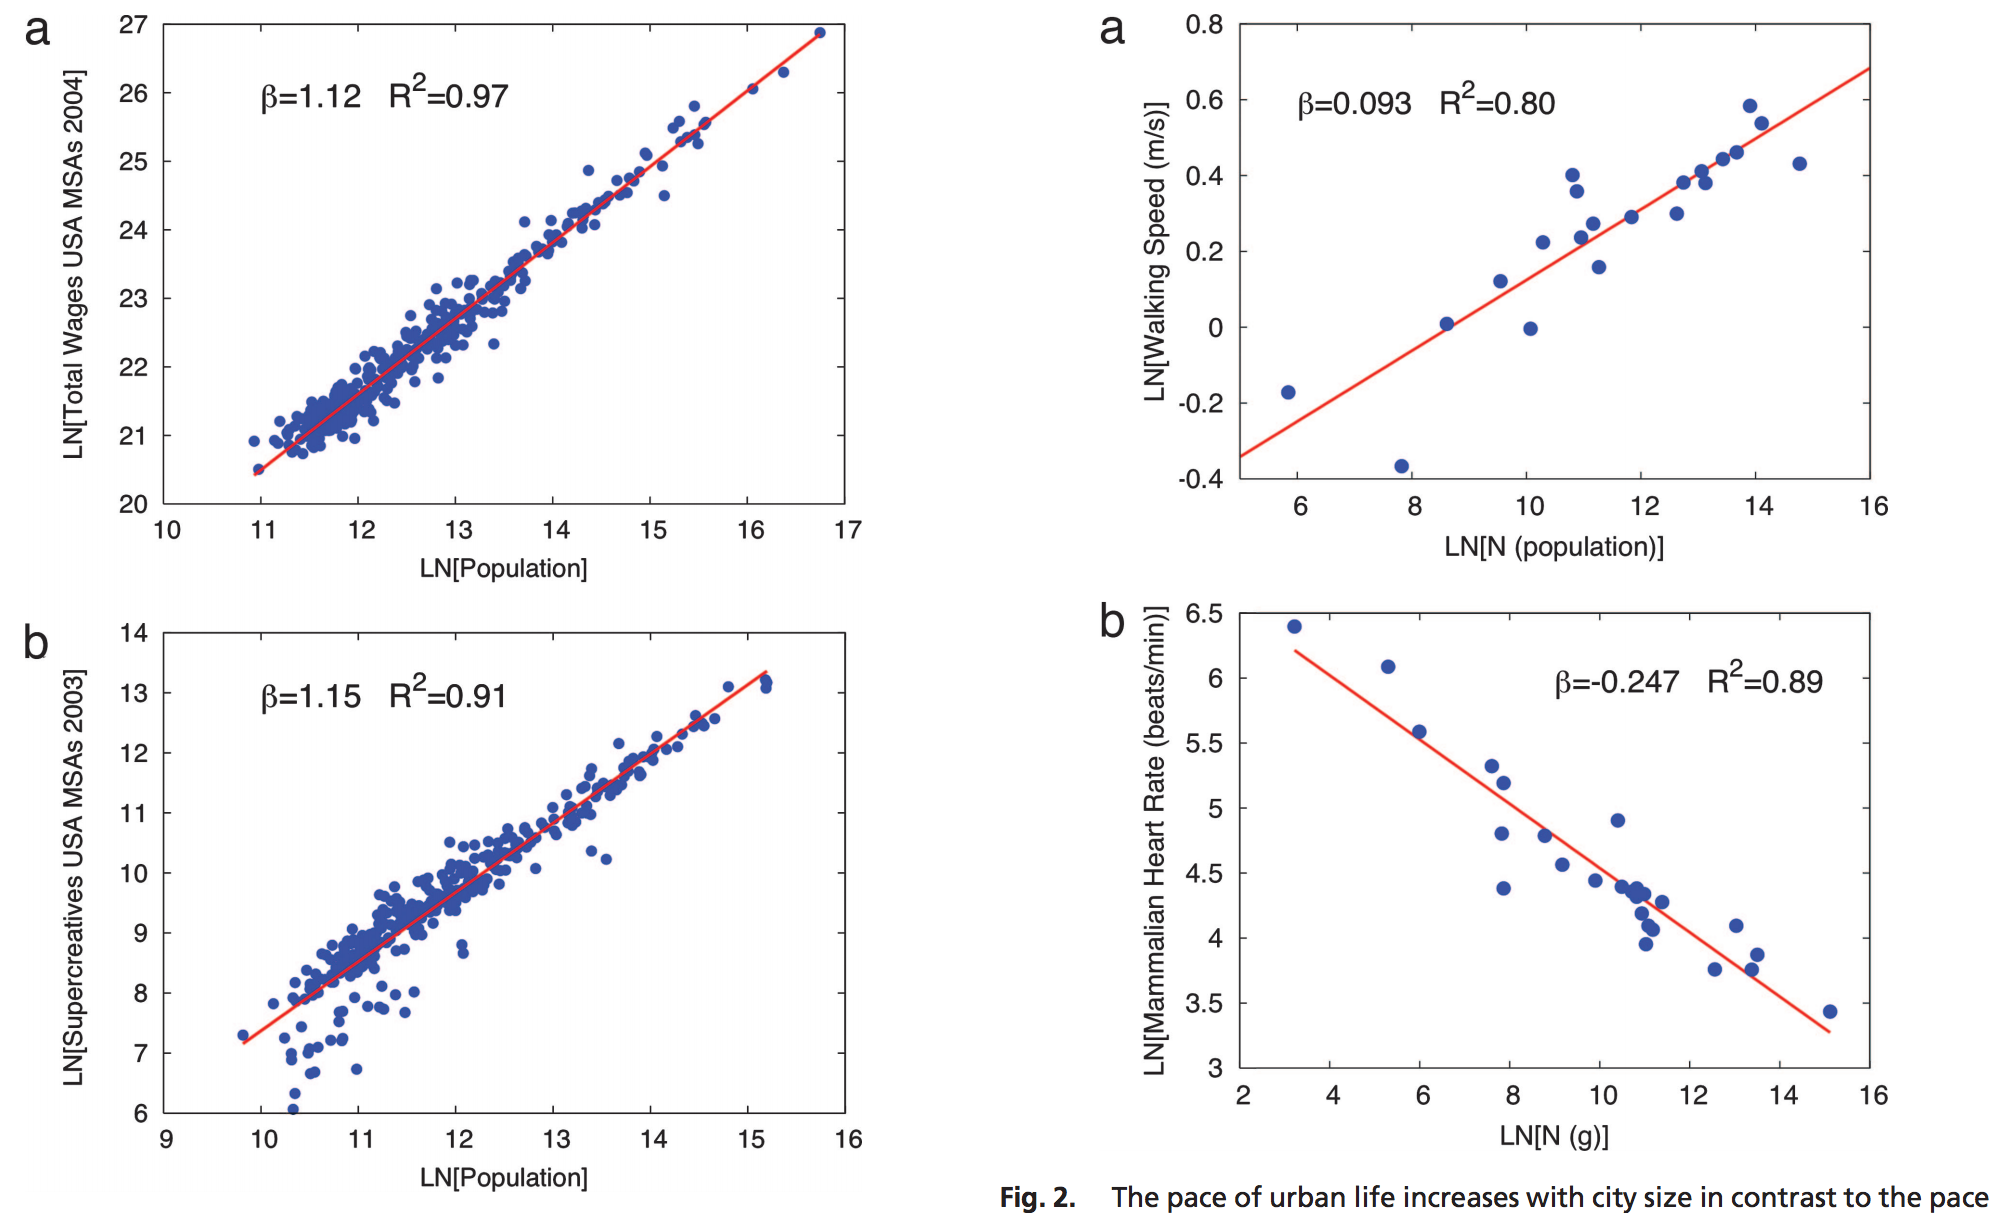 a
27
26
25
24
23
22
21
20
LN[Total Wages USA MSAs 2004]
β=1.12 R2=0.97
10 11 12 13 14 15 16 17
LN[Population]
b
14
13
12
11
10
9
8
7
6
LN[Supercreatives USA MSAs 2003]
β=1.15 R2=0.91
9 10 11 12 13 14 15 16
LN[Population]
a
0.8
0.6
0.4
0.2
0
-0.2
-0.4
LN[Walking Speed (m/s)]
β=0.093 R2=0.80
6 8 10 12 14 16
LN[N (population)]
b
6.5
6
5.5
5
4.5
4
3.5
3
LN[Mammalian Heart Rate (beats/min)]
β=-0.247 R2=0.89
2 4 6 8 10 12 14 16
LN[N (g)]
Fig. 2. The pace of urban life increases with city size in contrast to the pace